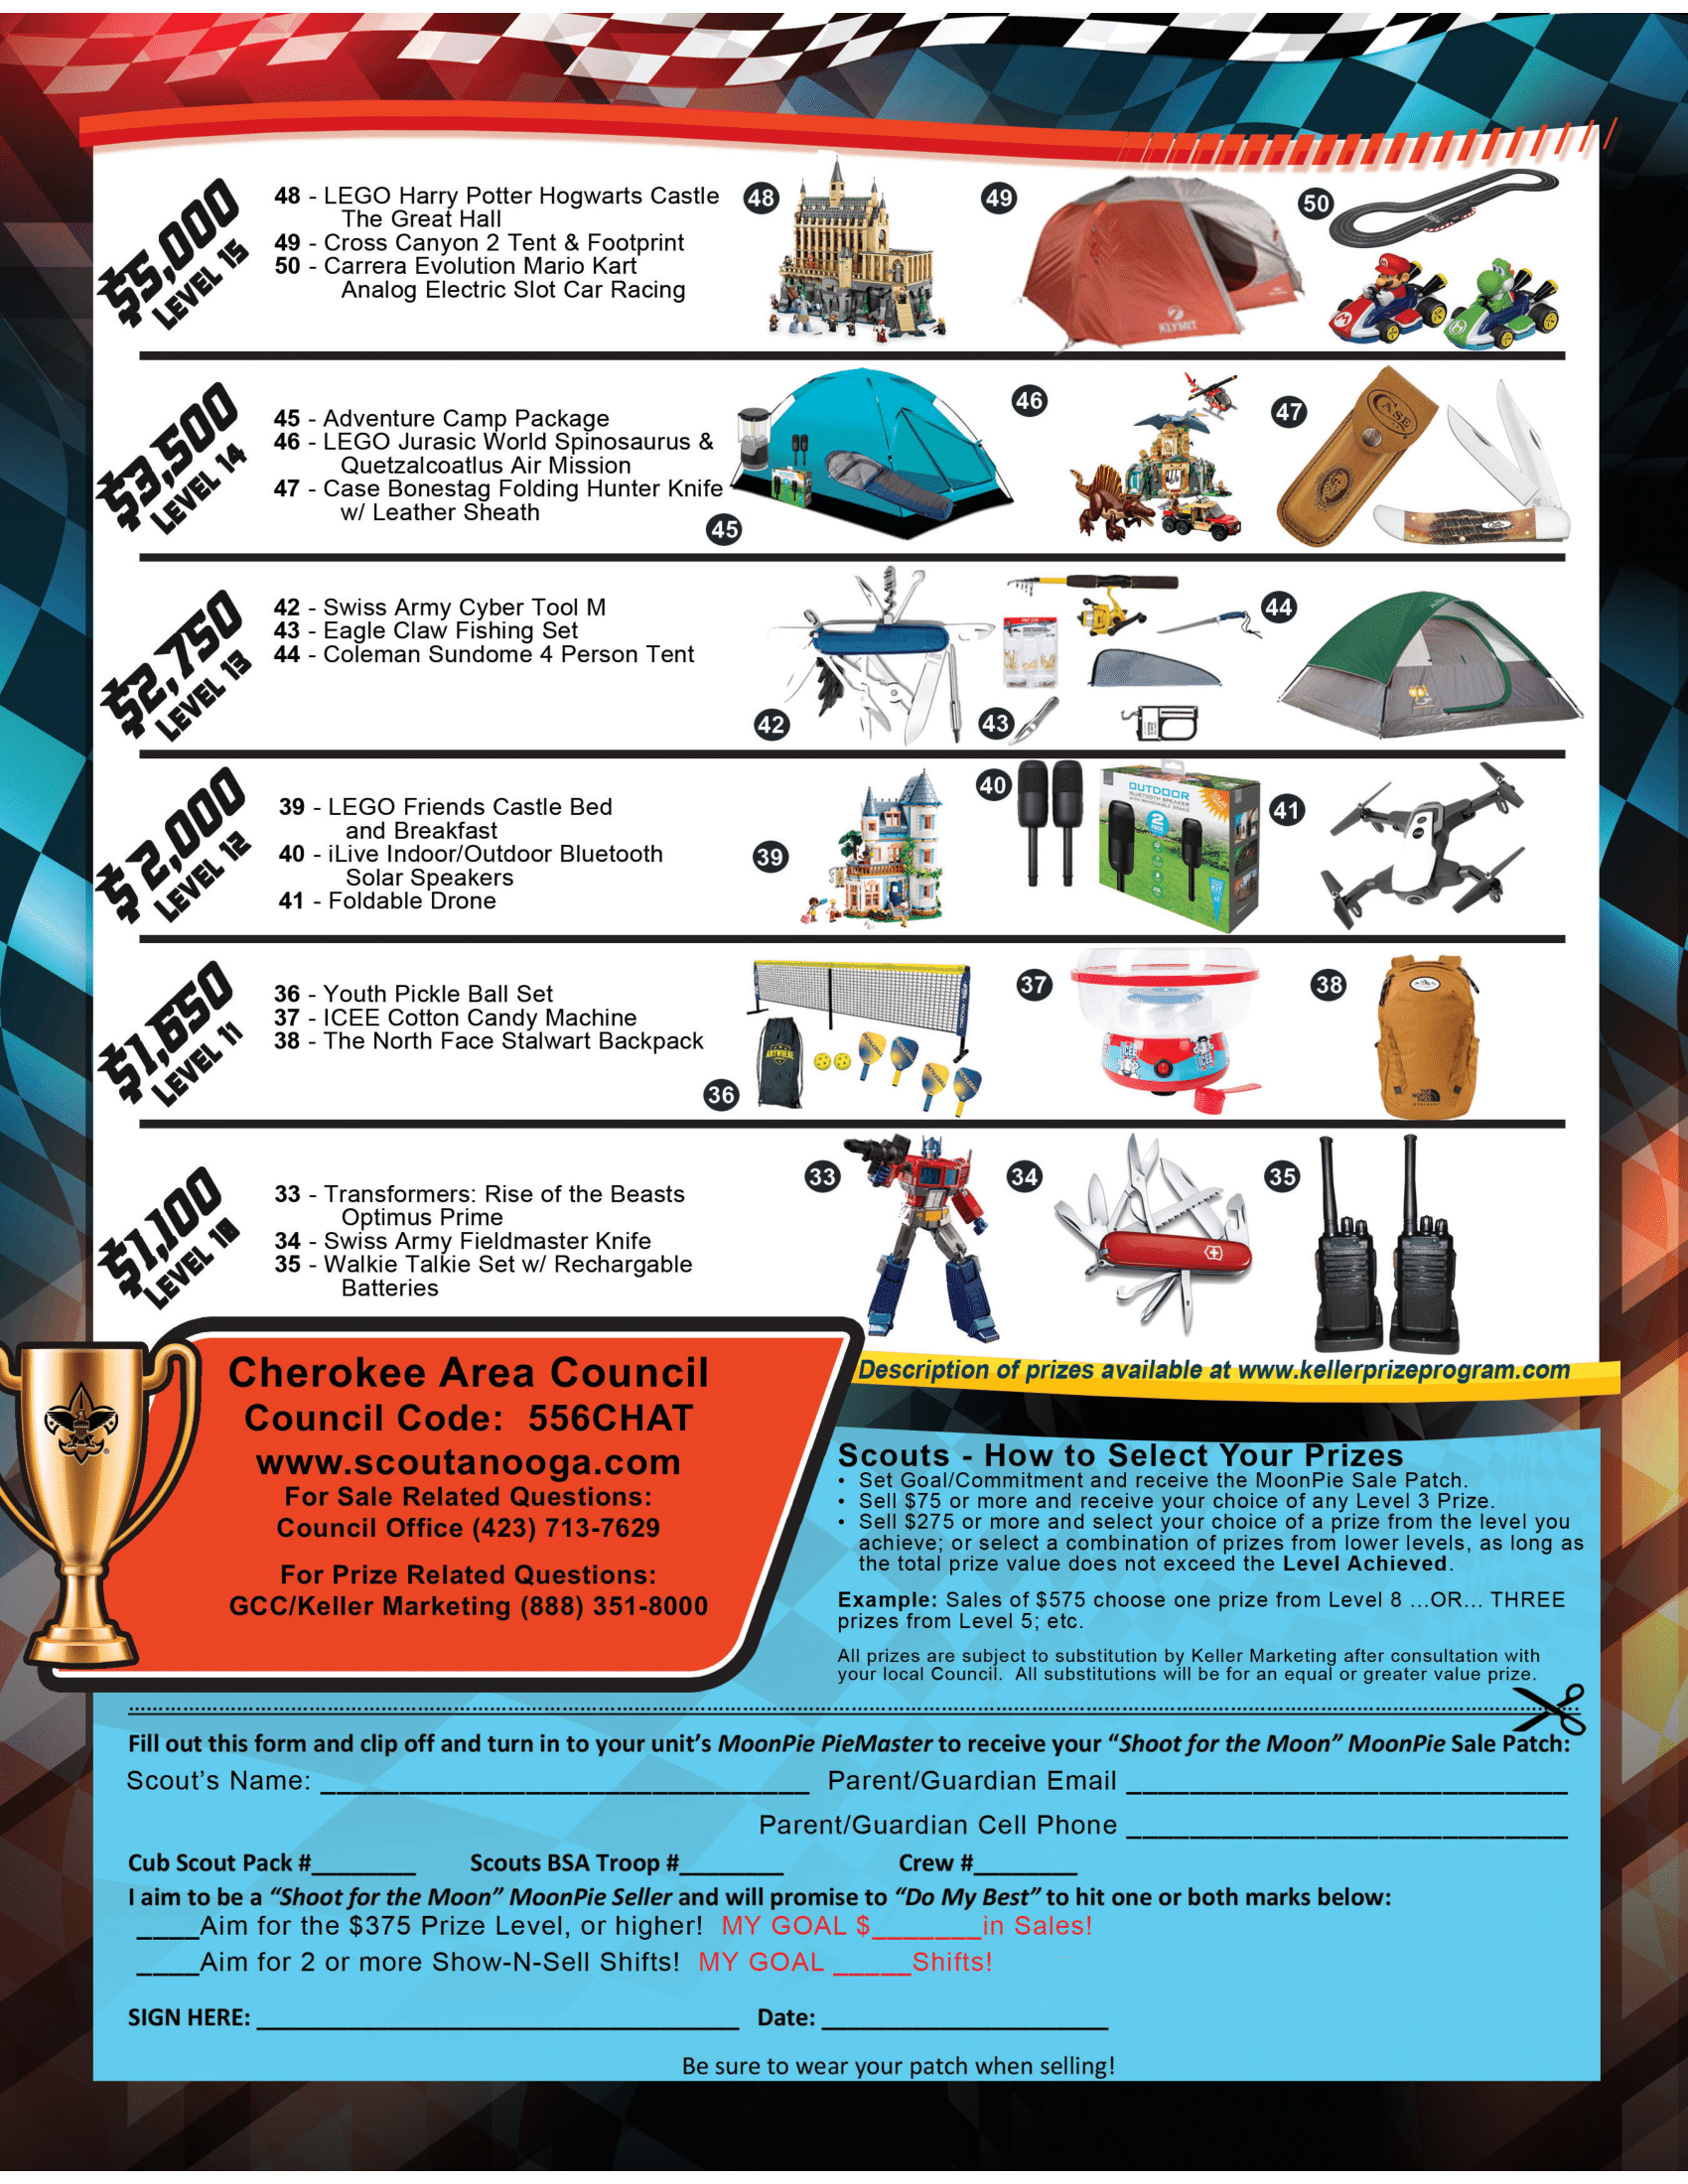 $5,000
LEVEL 15
48 - LEGO Harry Potter Hogwarts Castle
The Great Hall
49 - Cross Canyon 2 Tent & Footprint
50 - Carrera Evolution Mario Kart
Analog Electric Slot Car Racing
48
49
50
KLYMIT
$3,500
LEVEL 14
45 - Adventure Camp Package
46 - LEGO Jurasic World Spinosaurus &
Quetzalcoatlus Air Mission
47 - Case Bonestag Folding Hunter Knife
w/ Leather Sheath
45
46
47
CASE
$2,750
LEVEL 13
42 - Swiss Army Cyber Tool M
43 - Eagle Claw Fishing Set
44 - Coleman Sundome 4 Person Tent
42
43
44
$2,000
LEVEL 12
39 - LEGO Friends Castle Bed
and Breakfast
40 - iLive Indoor/Outdoor Bluetooth
Solar Speakers
41 - Foldable Drone
39
40
41
OUTDOOR
BLUETOOTH SPEAKER
WITH REMOVABLE STAKE
2
PACK
$1,650
LEVEL 11
36 - Youth Pickle Ball Set
37 - ICEE Cotton Candy Machine
38 - The North Face Stalwart Backpack
36
37
38
ANYWHERE
ICEE
THE
NORTH
FACE
$1,100
LEVEL 10
33 - Transformers: Rise of the Beasts
Optimus Prime
34 - Swiss Army Fieldmaster Knife
35 - Walkie Talkie Set w/ Rechargable
Batteries
33
34
35
Description of prizes available at www.kellerprizeprogram.com
Cherokee Area Council
Council Code: 556CHAT
www.scoutanooga.com
For Sale Related Questions:
Council Office (423) 713-7629
For Prize Related Questions:
GCC/Keller Marketing (888) 351-8000
Scouts - How to Select Your Prizes
• Set Goal/Commitment and receive the MoonPie Sale Patch.
• Sell $75 or more and receive your choice of any Level 3 Prize.
• Sell $275 or more and select your choice of a prize from the level you
achieve; or select a combination of prizes from lower levels, as long as
the total prize value does not exceed the Level Achieved.
Example: Sales of $575 choose one prize from Level 8 ...OR... THREE
prizes from Level 5; etc.
All prizes are subject to substitution by Keller Marketing after consultation with
your local Council. All substitutions will be for an equal or greater value prize.
Fill out this form and clip off and turn in to your unit's MoonPie PieMaster to receive your “Shoot for the Moon” MoonPie Sale Patch:
Scout's Name: ______________________________ Parent/Guardian Email ___________________________
Parent/Guardian Cell Phone ___________________________
Cub Scout Pack #________ Scouts BSA Troop #________ Crew #________
I aim to be a “Shoot for the Moon” MoonPie Seller and will promise to “Do My Best” to hit one or both marks below:
____Aim for the $375 Prize Level, or higher! MY GOAL $_______in Sales!
____Aim for 2 or more Show-N-Sell Shifts! MY GOAL _____Shifts!
SIGN HERE: ______________________________ Date: __________________
Be sure to wear your patch when selling!